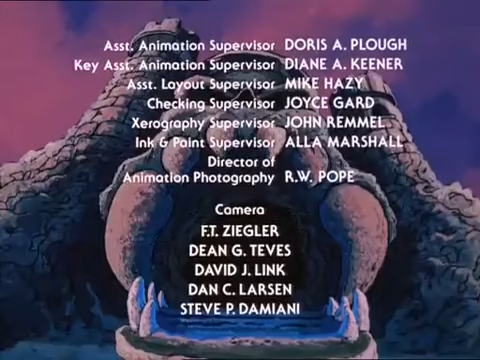 Asst. Animation Supervisor DORIS A. PLOUGH
Key Asst. Animation Supervisor DIANE A. KEENER
Asst. Layout Supervisor MIKE HAZY
Checking Supervisor JOYCE GARD
Xerography Supervisor JOHN REMMEL
Ink & Paint Supervisor ALLA MARSHALL
Director of
Animation Photography R.W. POPE
Camera
F.T. ZIEGLER
DEAN G. TEVES
DAVID J. LINK
DAN C. LARSEN
STEVE P. DAMIANI